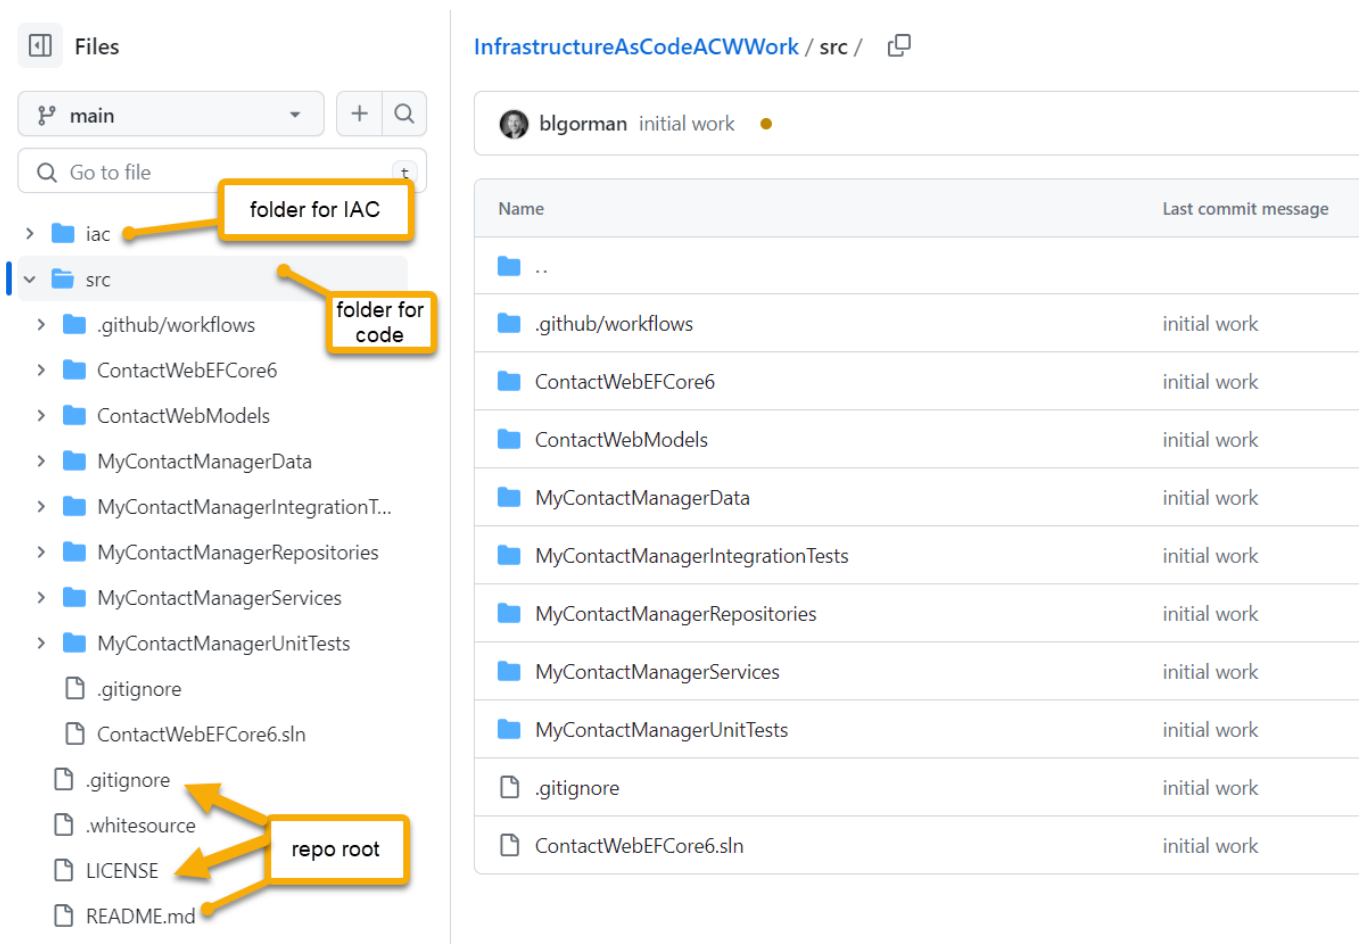 Files
main
Go to file
t
folder for IAC
iac
src
folder for
code
.github/workflows
ContactWebEFCore6
ContactWebModels
MyContactManagerData
MyContactManagerIntegrationT...
MyContactManagerRepositories
MyContactManagerServices
MyContactManagerUnitTests
.gitignore
ContactWebEFCore6.sln
.gitignore
.whitesource
repo root
LICENSE
README.md
InfrastructureAsCodeACWWork / src /
blgorman initial work
Name Last commit message
..
.github/workflows initial work
ContactWebEFCore6 initial work
ContactWebModels initial work
MyContactManagerData initial work
MyContactManagerIntegrationTests initial work
MyContactManagerRepositories initial work
MyContactManagerServices initial work
MyContactManagerUnitTests initial work
.gitignore initial work
ContactWebEFCore6.sln initial work